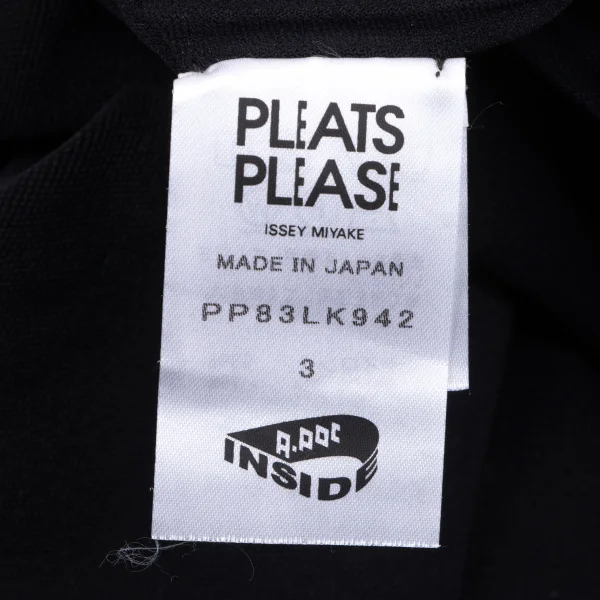 PLEATS
PLEASE
ISSEY MIYAKE
MADE IN JAPAN
PP83LK942
3
A.POC
INSIDE